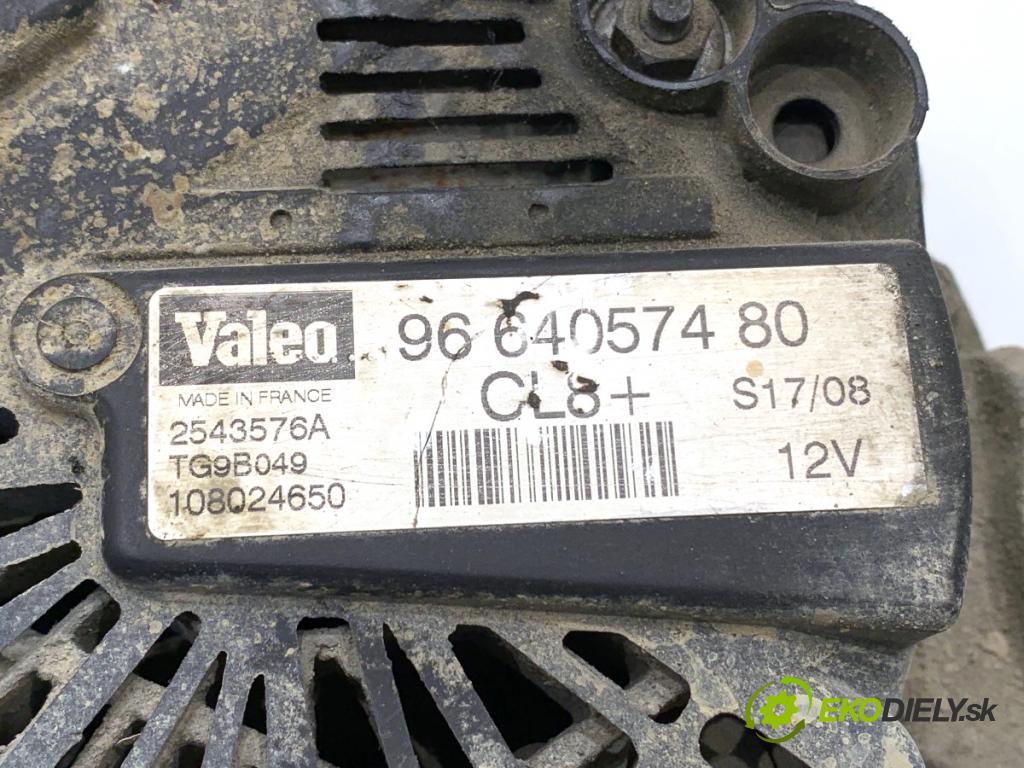 Valeo
96 640574 80
MADE IN FRANCE
CL8+
S17/08
2543576A
TG9B049
12V
108024650
EKODIELY.sk